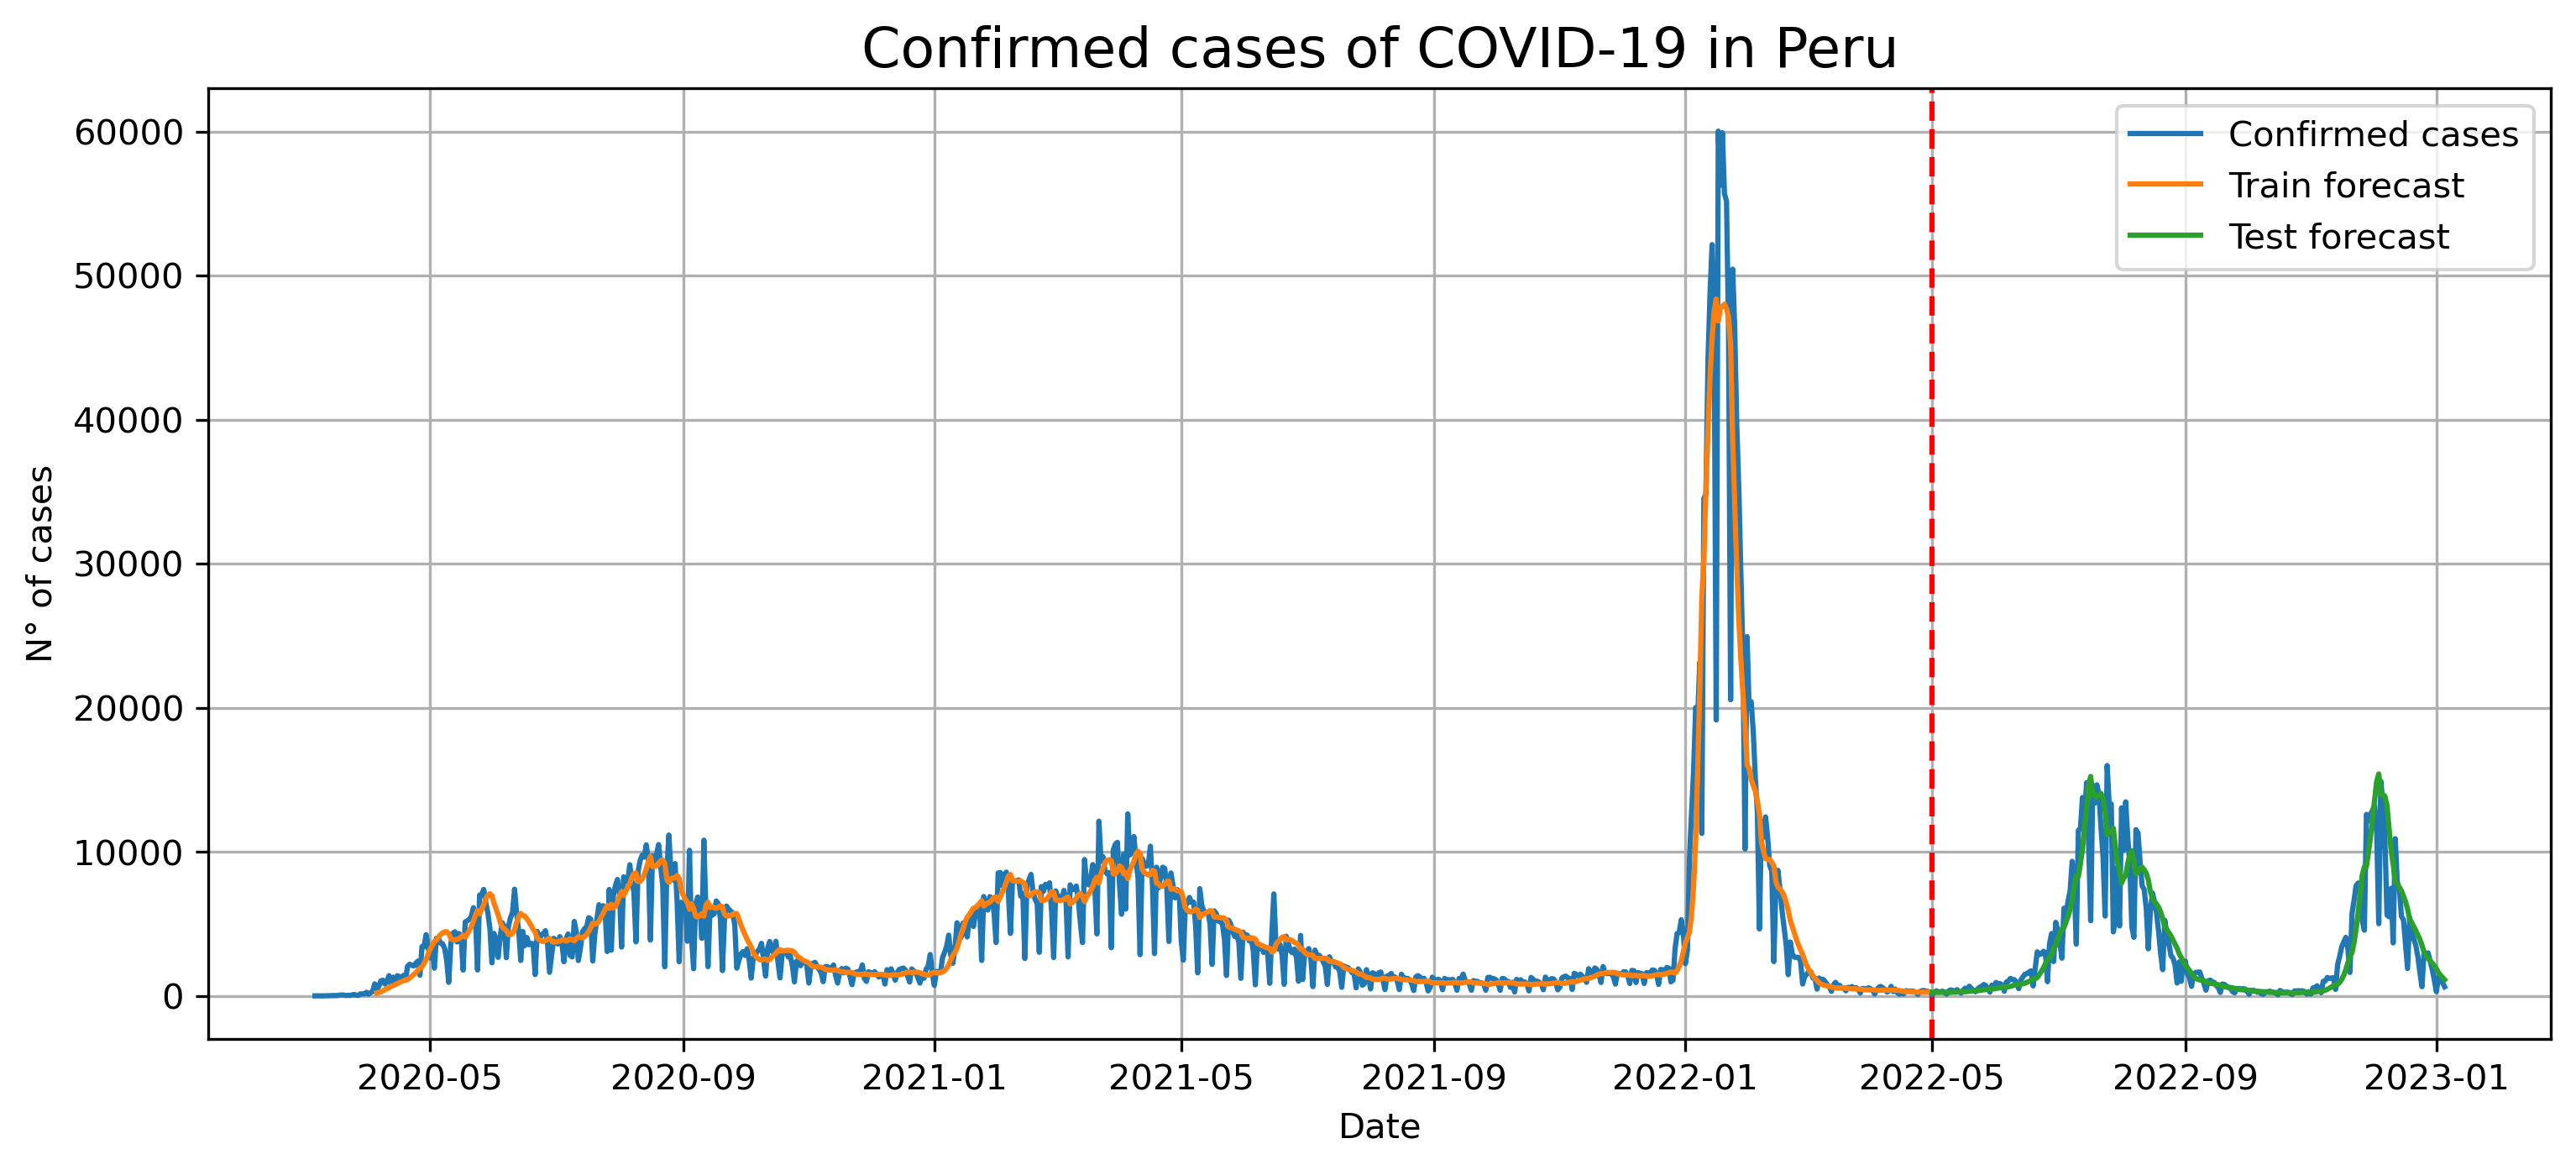 Confirmed cases of COVID-19 in Peru
60000
50000
40000
30000
20000
10000
0
N° of cases
Confirmed cases
Train forecast
Test forecast
2020-05
2020-09
2021-01
2021-05
2021-09
2022-01
2022-05
2022-09
2023-01
Date